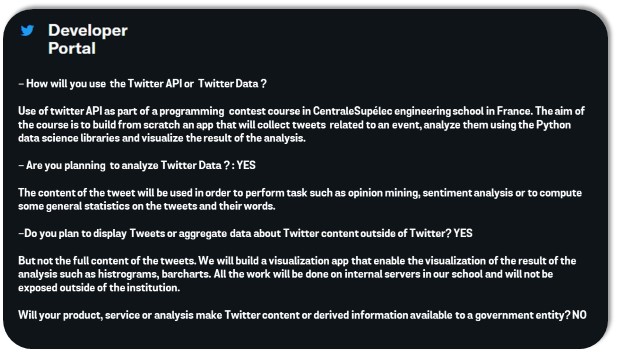 Developer
Portal
– How will you use the Twitter API or Twitter Data ?
Use of twitter API as part of a programming contest course in CentraleSupélec engineering school in France. The aim of
the course is to build from scratch an app that will collect tweets related to an event, analyze them using the Python
data science libraries and visualize the result of the analysis.
– Are you planning to analyze Twitter Data ? : YES
The content of the tweet will be used in order to perform task such as opinion mining, sentiment analysis or to compute
some general statistics on the tweets and their words.
–Do you plan to display Tweets or aggregate data about Twitter content outside of Twitter? YES
But not the full content of the tweets. We will build a visualization app that enable the visualization of the result of the
analysis such as histrograms, barcharts. All the work will be done on internal servers in our school and will not be
exposed outside of the institution.
Will your product, service or analysis make Twitter content or derived information available to a government entity? NO